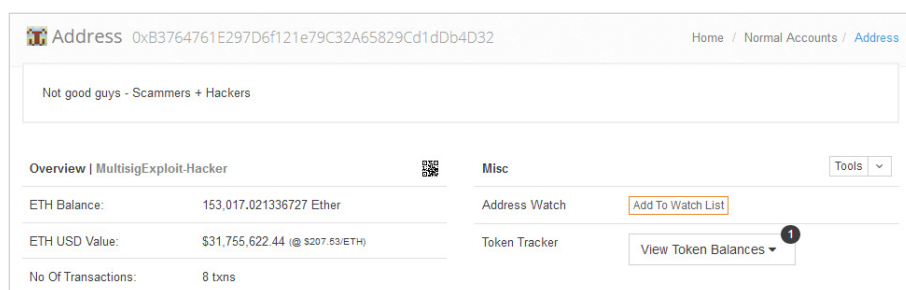 Address 0xB3764761E297D6f121e79C32A65829Cd1dDb4D32
Home / Normal Accounts / Address
Not good guys - Scammers + Hackers
Overview | MultisigExploit-Hacker
ETH Balance: 153,017.021336727 Ether
ETH USD Value: $31,755,622.44 (@ $207.53/ETH)
No Of Transactions: 8 txns
Misc
Tools
Address Watch Add To Watch List
Token Tracker View Token Balances 1